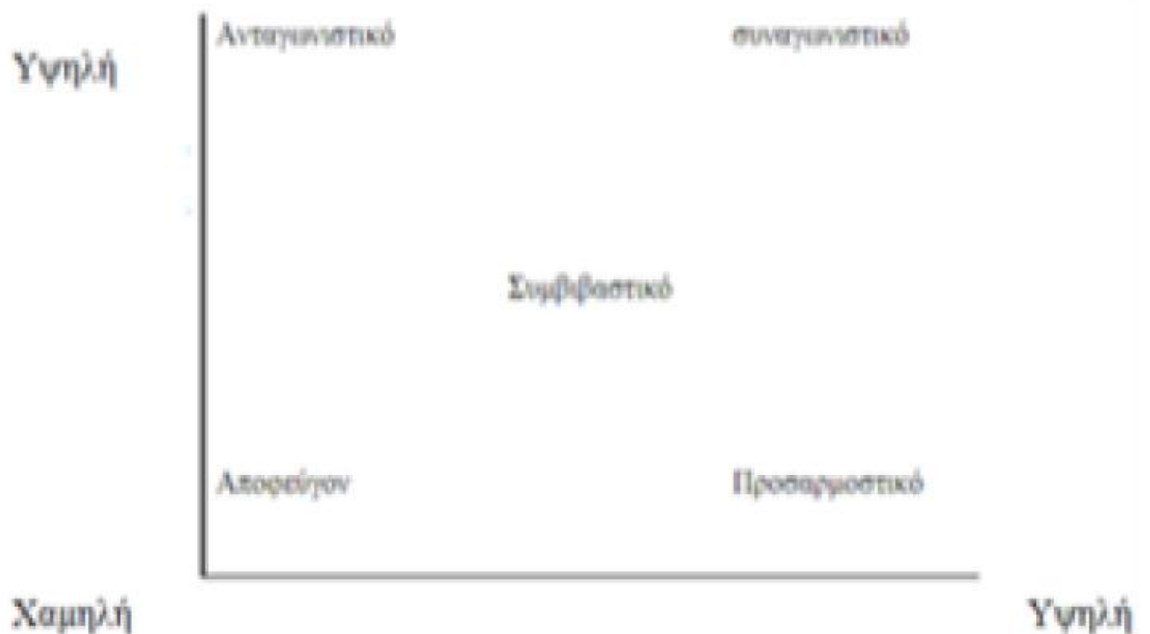 Ανταγωνιστικό συναγωνιστικό
Υψηλή
Συμβιβαστικό
Αποφεύγον Προσαρμοστικό
Χαμηλή Υψηλή